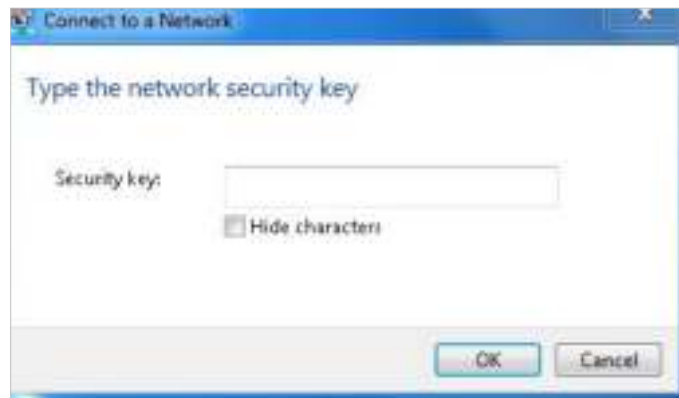 Connect to a Network
Type the network security key
Security key:
Hide characters
OK
Cancel